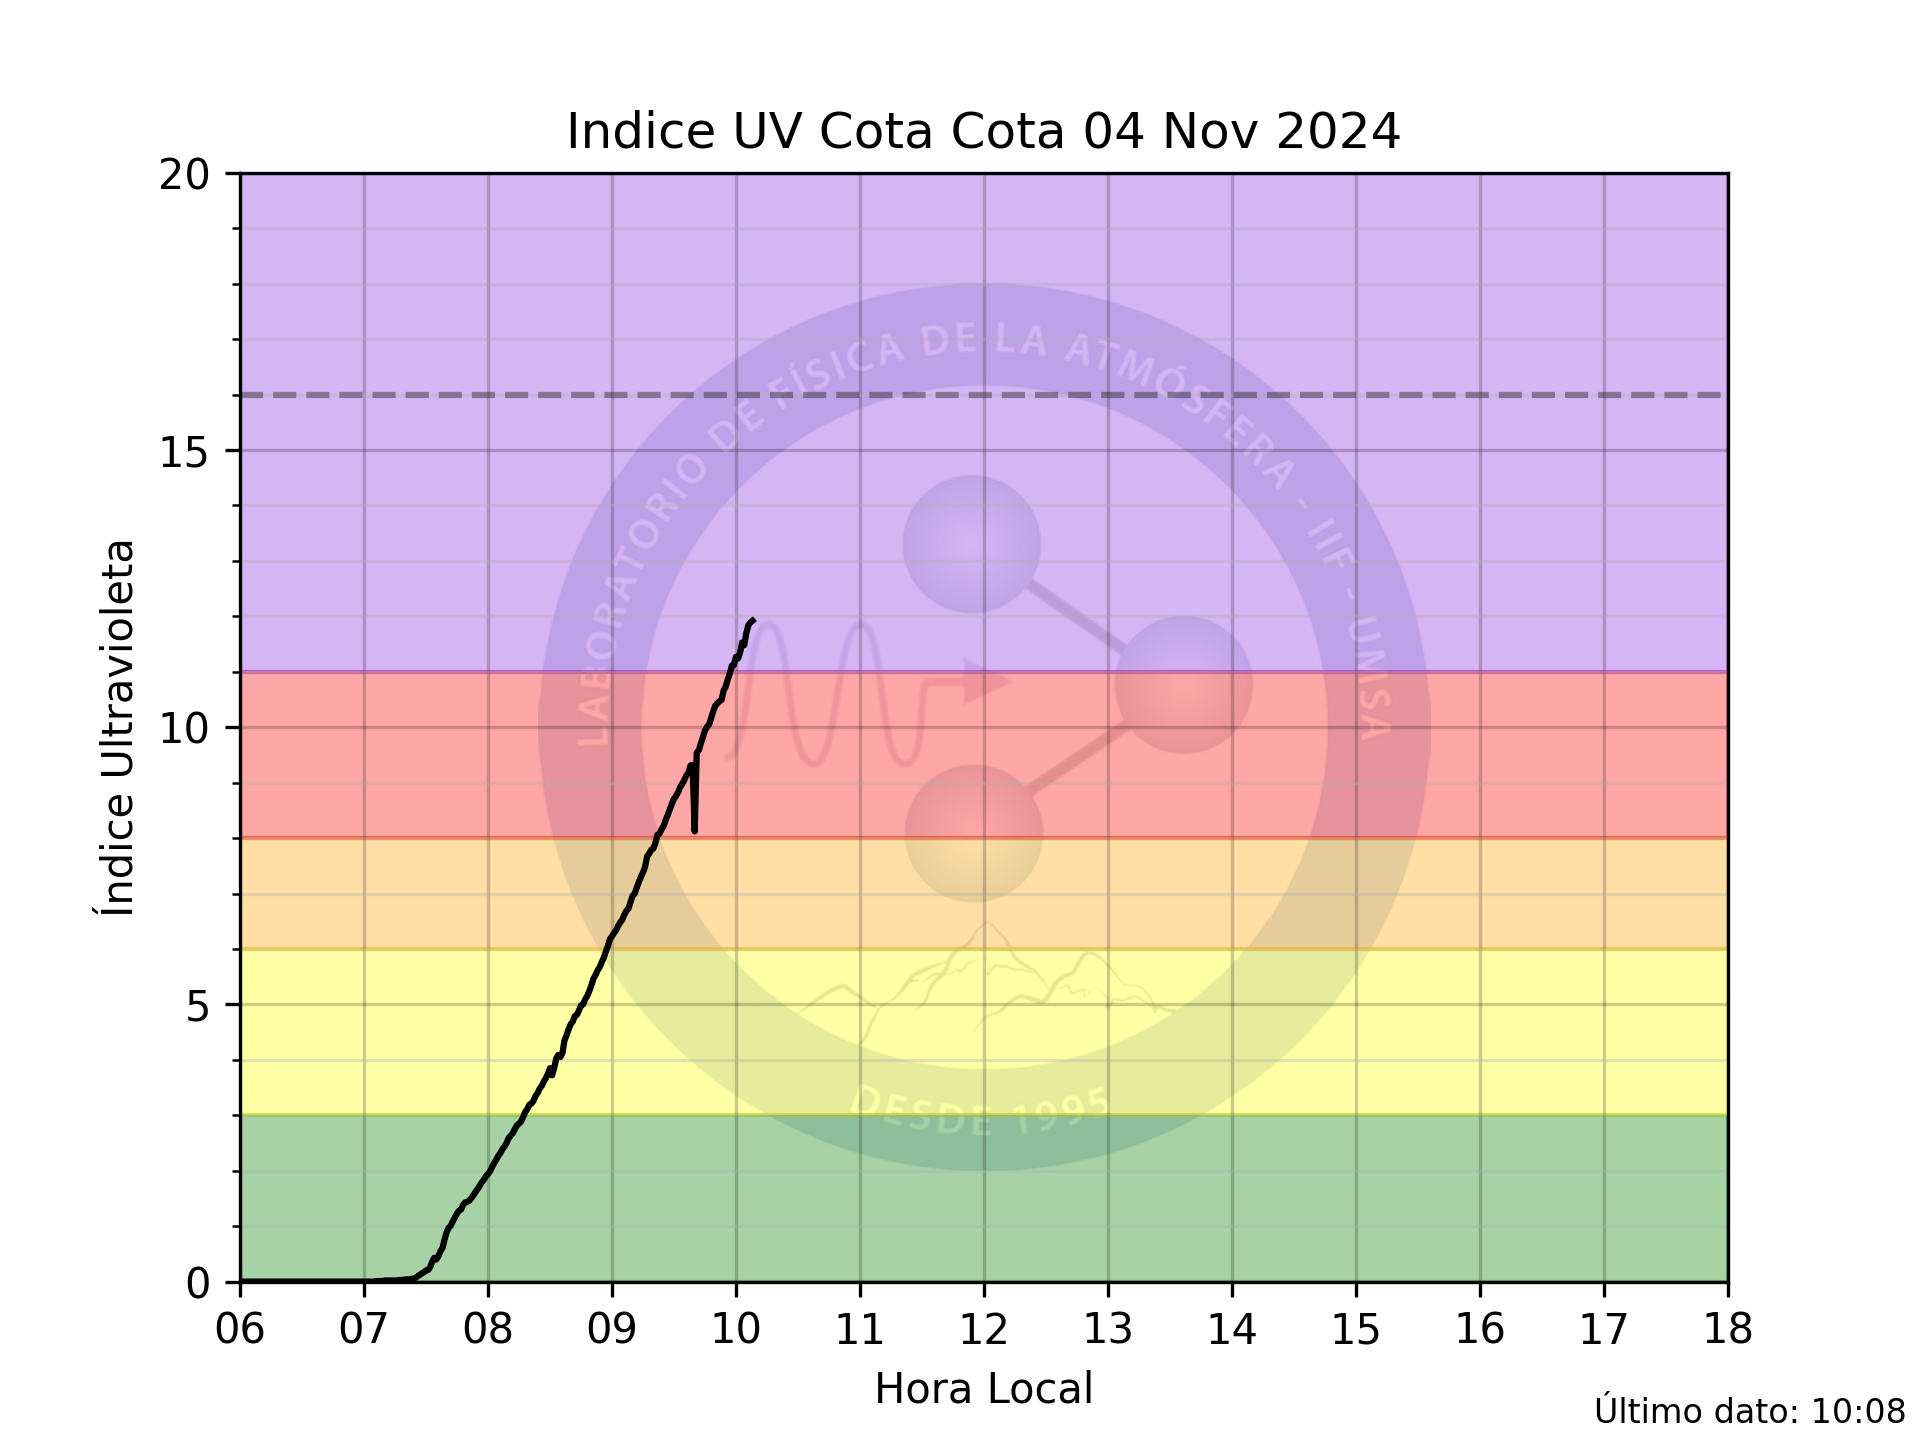 Indice UV Cota Cota 04 Nov 2024
20
15
10
5
0
Índice Ultravioleta
LABORATORIO DE FÍSICA DE LA ATMÓSFERA - IIF - UMSA
DESDE 1995
06 07 08 09 10 11 12 13 14 15 16 17 18
Hora Local
Último dato: 10:08